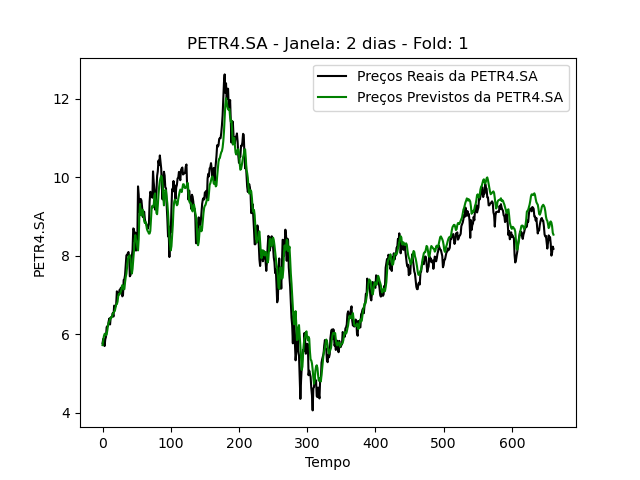 PETR4.SA - Janela: 2 dias - Fold: 1
Preços Reais da PETR4.SA
Preços Previstos da PETR4.SA
PETR4.SA
12
10
8
6
4
0 100 200 300 400 500 600
Tempo